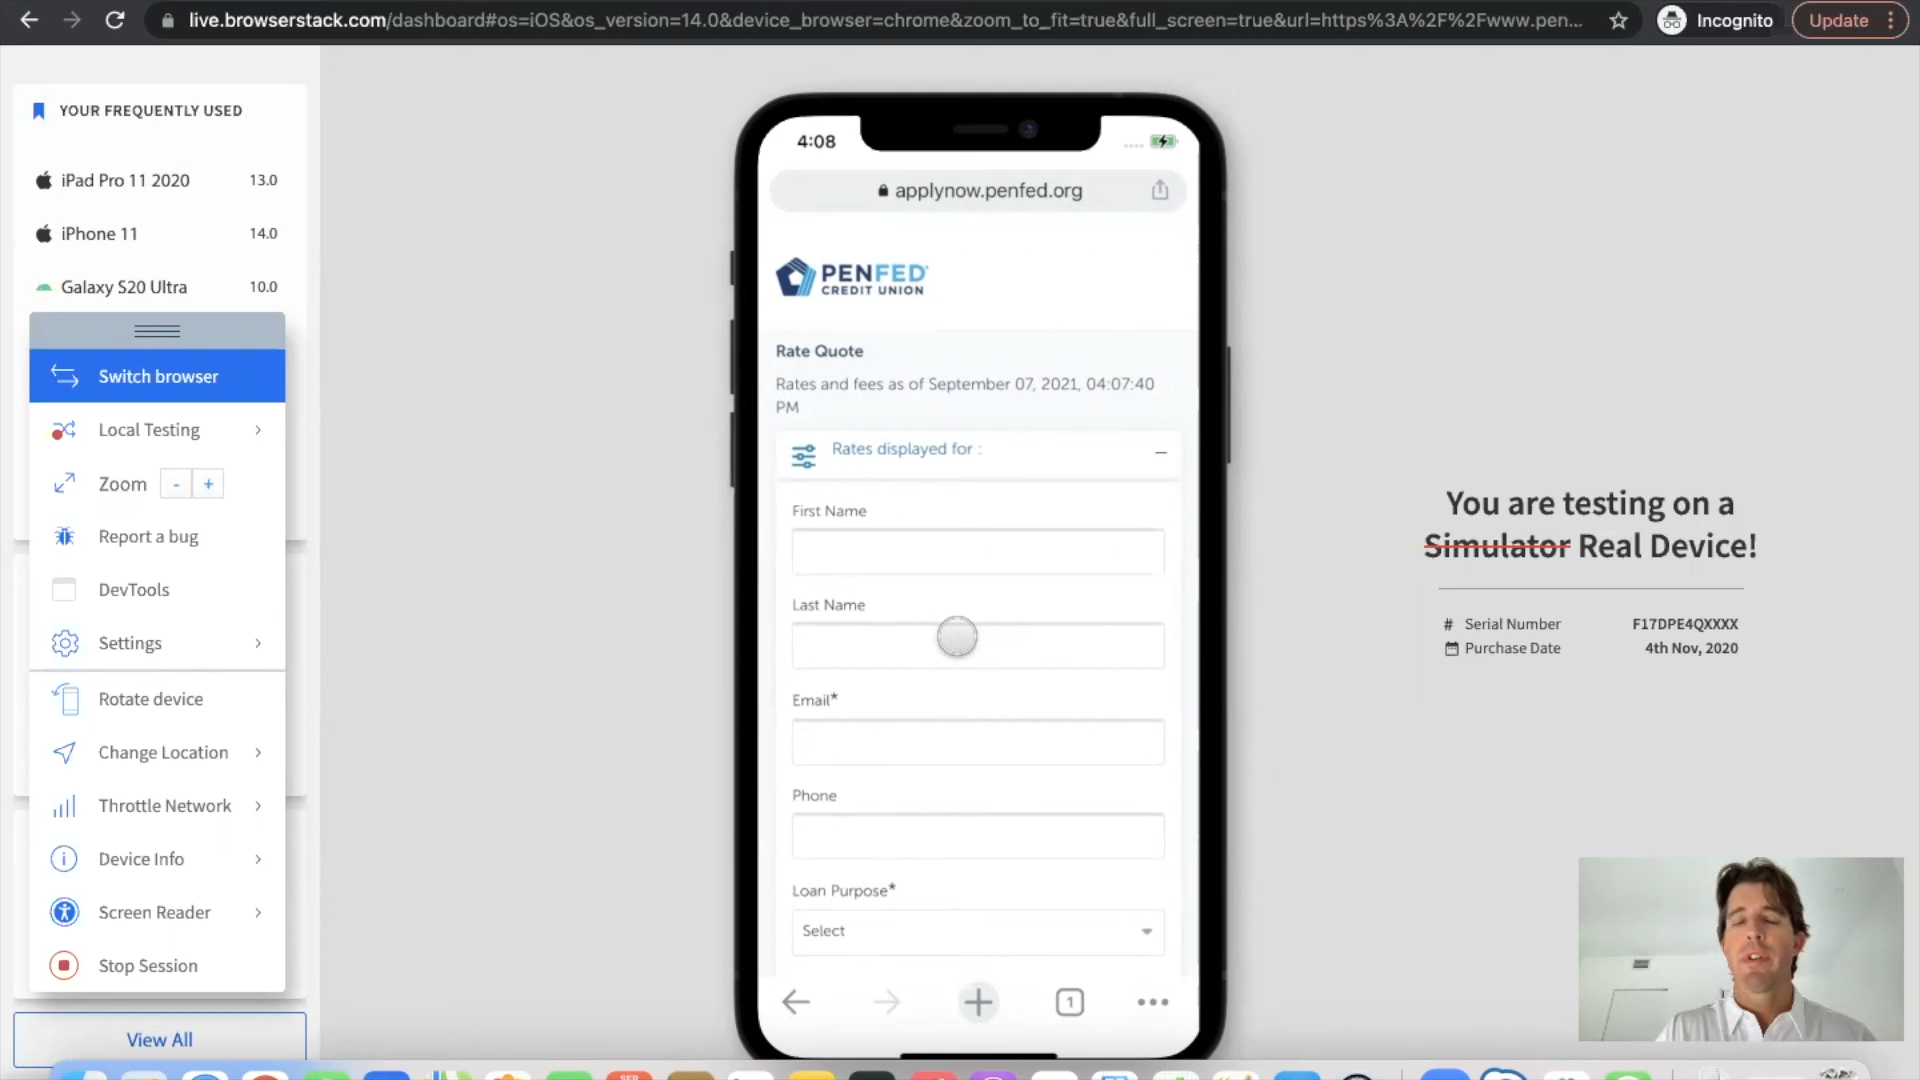 live.browserstack.com/dashboard#os=iOS&os_version=14.0&device_browser=chrome&zoom_to_fit=true&full_screen=true&url=https%3A%2F%2Fwww.pen...
Incognito
Update
YOUR FREQUENTLY USED
iPad Pro 11 2020 13.0
iPhone 11 14.0
Galaxy S20 Ultra 10.0
Switch browser
Local Testing
Zoom - +
Report a bug
DevTools
Settings
Rotate device
Change Location
Throttle Network
Device Info
Screen Reader
Stop Session
View All
4:08
applynow.penfed.org
PENFED
CREDIT UNION
Rate Quote
Rates and fees as of September 07, 2021, 04:07:40
PM
Rates displayed for :
First Name
Last Name
Email*
Phone
Loan Purpose*
Select
1
You are testing on a
Simulator Real Device!
# Serial Number F17DPE4QXXXX
Purchase Date 4th Nov, 2020
SEP